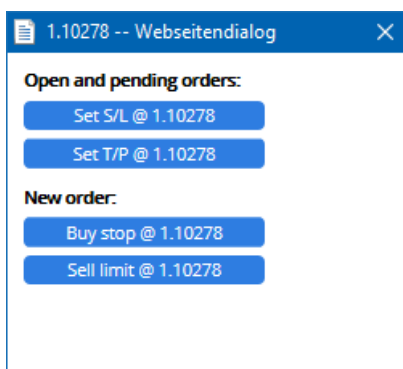 1.10278 -- Webseitendialog
Open and pending orders:
Set S/L @ 1.10278
Set T/P @ 1.10278
New order:
Buy stop @ 1.10278
Sell limit @ 1.10278